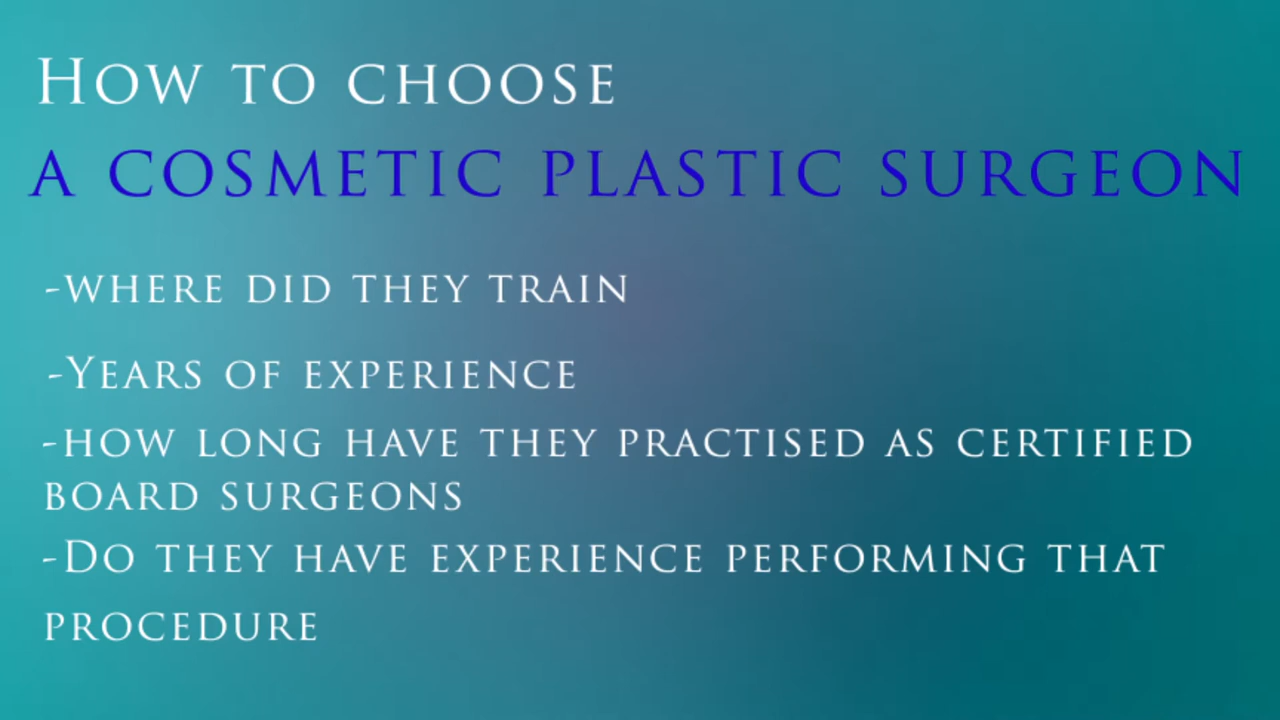 How to choose
a cosmetic plastic surgeon
-where did they train
-Years of experience
-how long have they practised as certified
board surgeons
-Do they have experience performing that
procedure